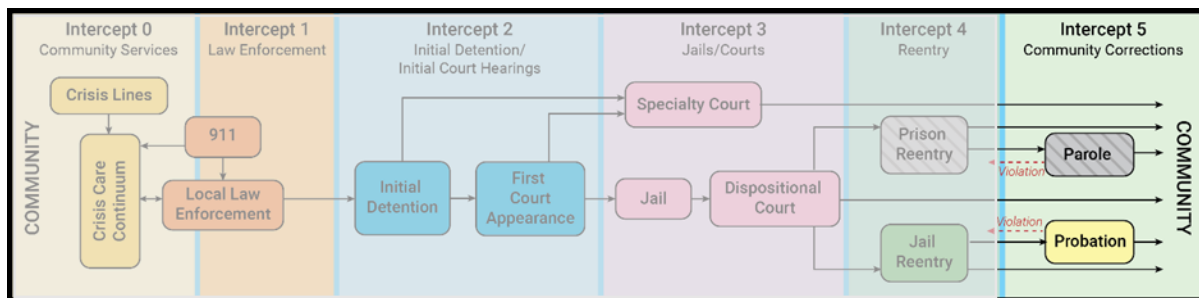 Intercept 0
Community Services
Intercept 1
Law Enforcement
Intercept 2
Initial Detention/
Initial Court Hearings
Intercept 3
Jails/Courts
Intercept 4
Reentry
Intercept 5
Community Corrections
COMMUNITY
Crisis Lines
Crisis Care
Continuum
911
Local Law
Enforcement
Initial
Detention
First
Court
Appearance
Specialty Court
Jail
Dispositional
Court
Prison
Reentry
Violation
Parole
Jail
Reentry
Violation
Probation
COMMUNITY